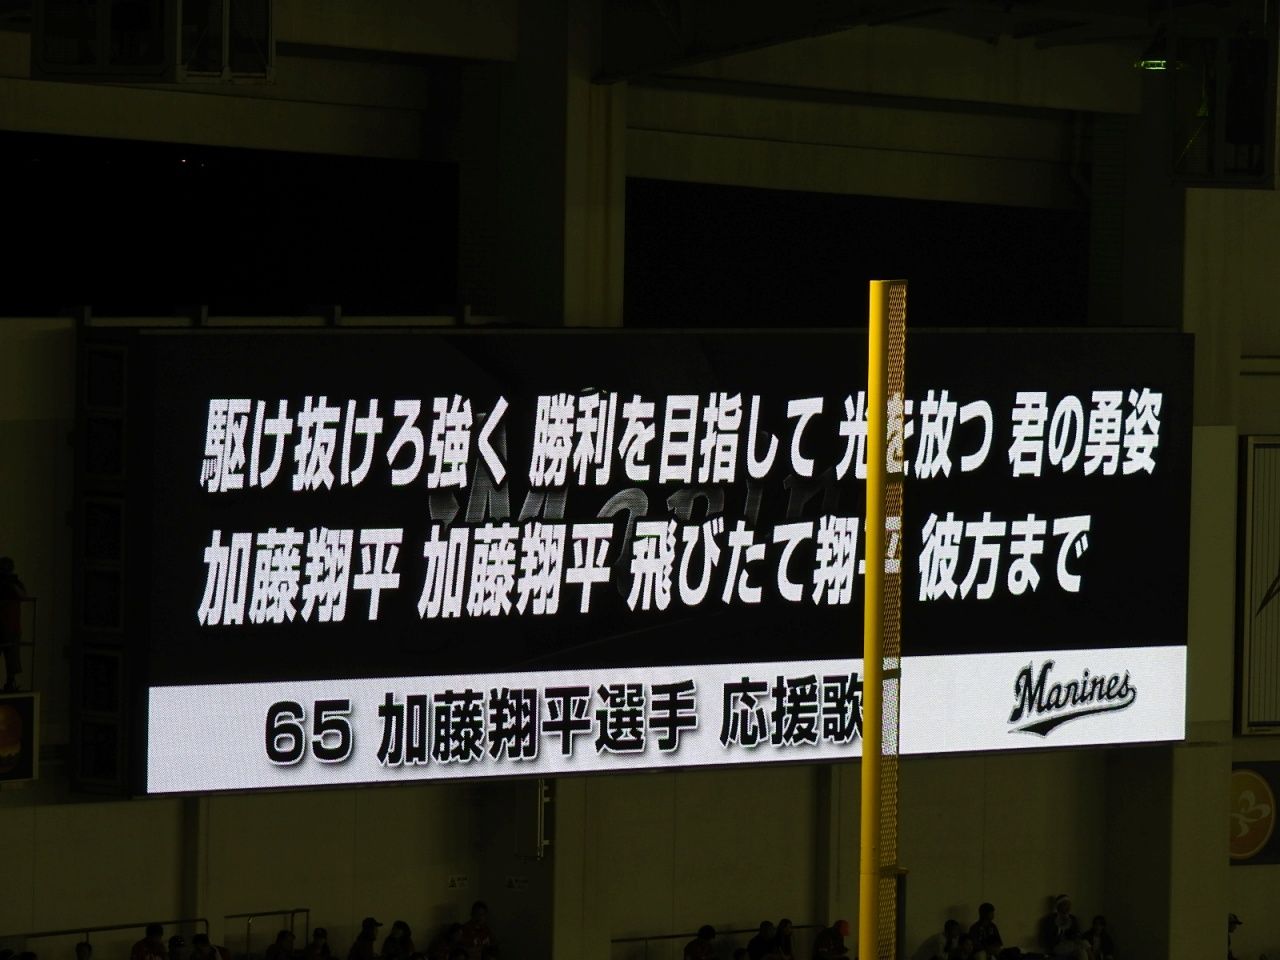 駆け抜けろ強く 勝利を目指して 光を放つ 君の勇姿
加藤翔平 加藤翔平 飛びたて翔平 彼方まで
65 加藤翔平選手 応援歌
Marines